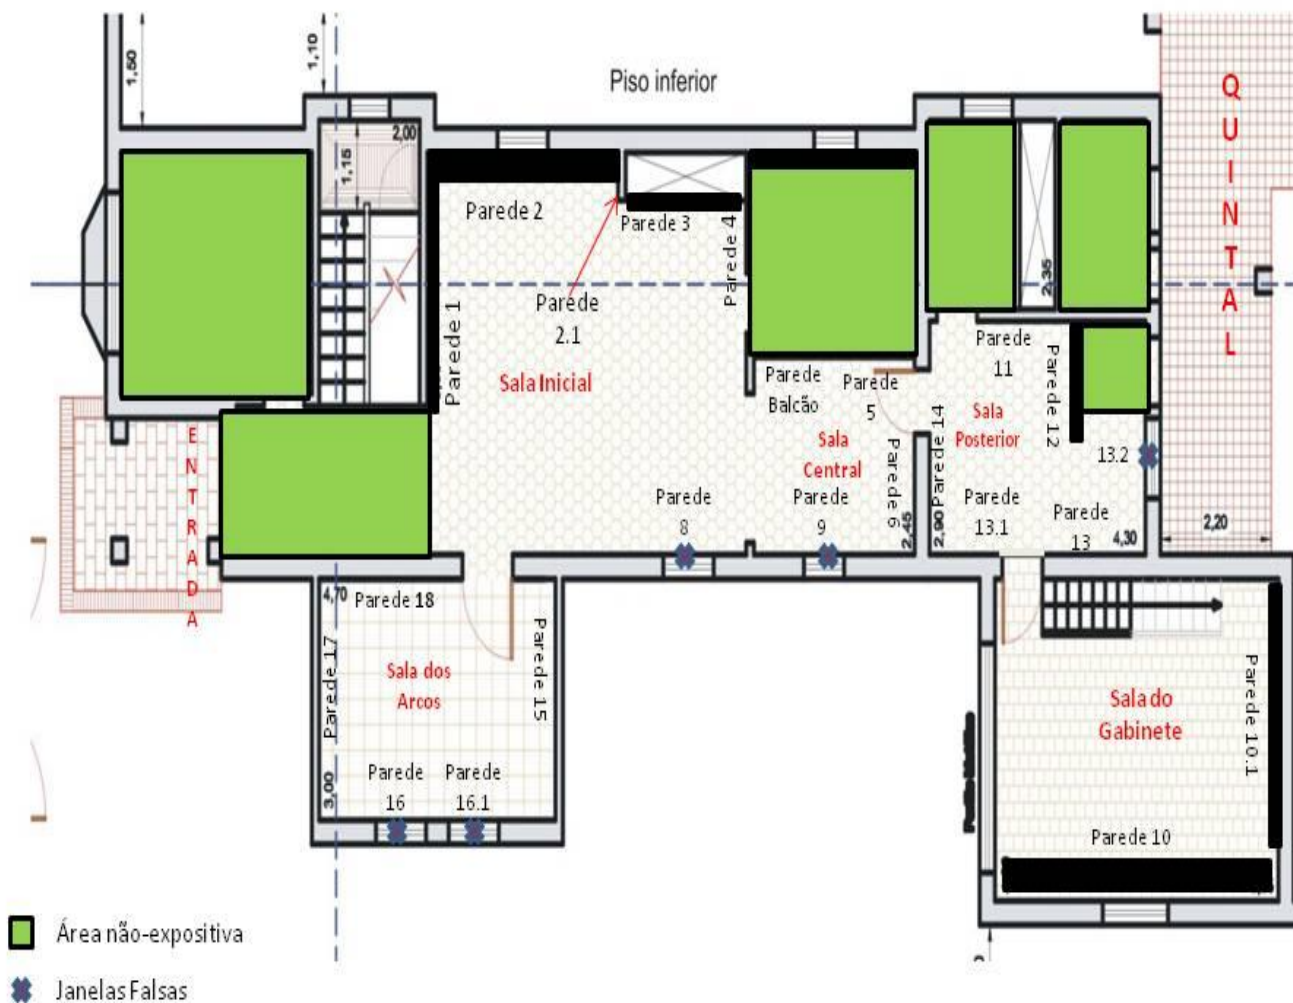 1,50
1,10
Piso inferior
QUINTAL
2,00
1,15
Parede 2
Parede 3
Parede 4
Parede
2.1
Parede 1
2,35
Sala Inicial
Parede
Balcão
Parede
5
Parede
11
Parede 12
Sala
Posterior
Parede 14
Sala
Central
Parede 6
13.2
ENTRADA
Parede
8
Parede
9
2,45
2,90
Parede
13.1
Parede
13
4,30
2,20
4,70
Parede 18
Parede 17
Sala dos
Arcos
Parede 15
Parede 10.1
Sala do
Gabinete
3,00
Parede
16
Parede
16.1
Parede 10
Área não-expositiva
Janelas Falsas